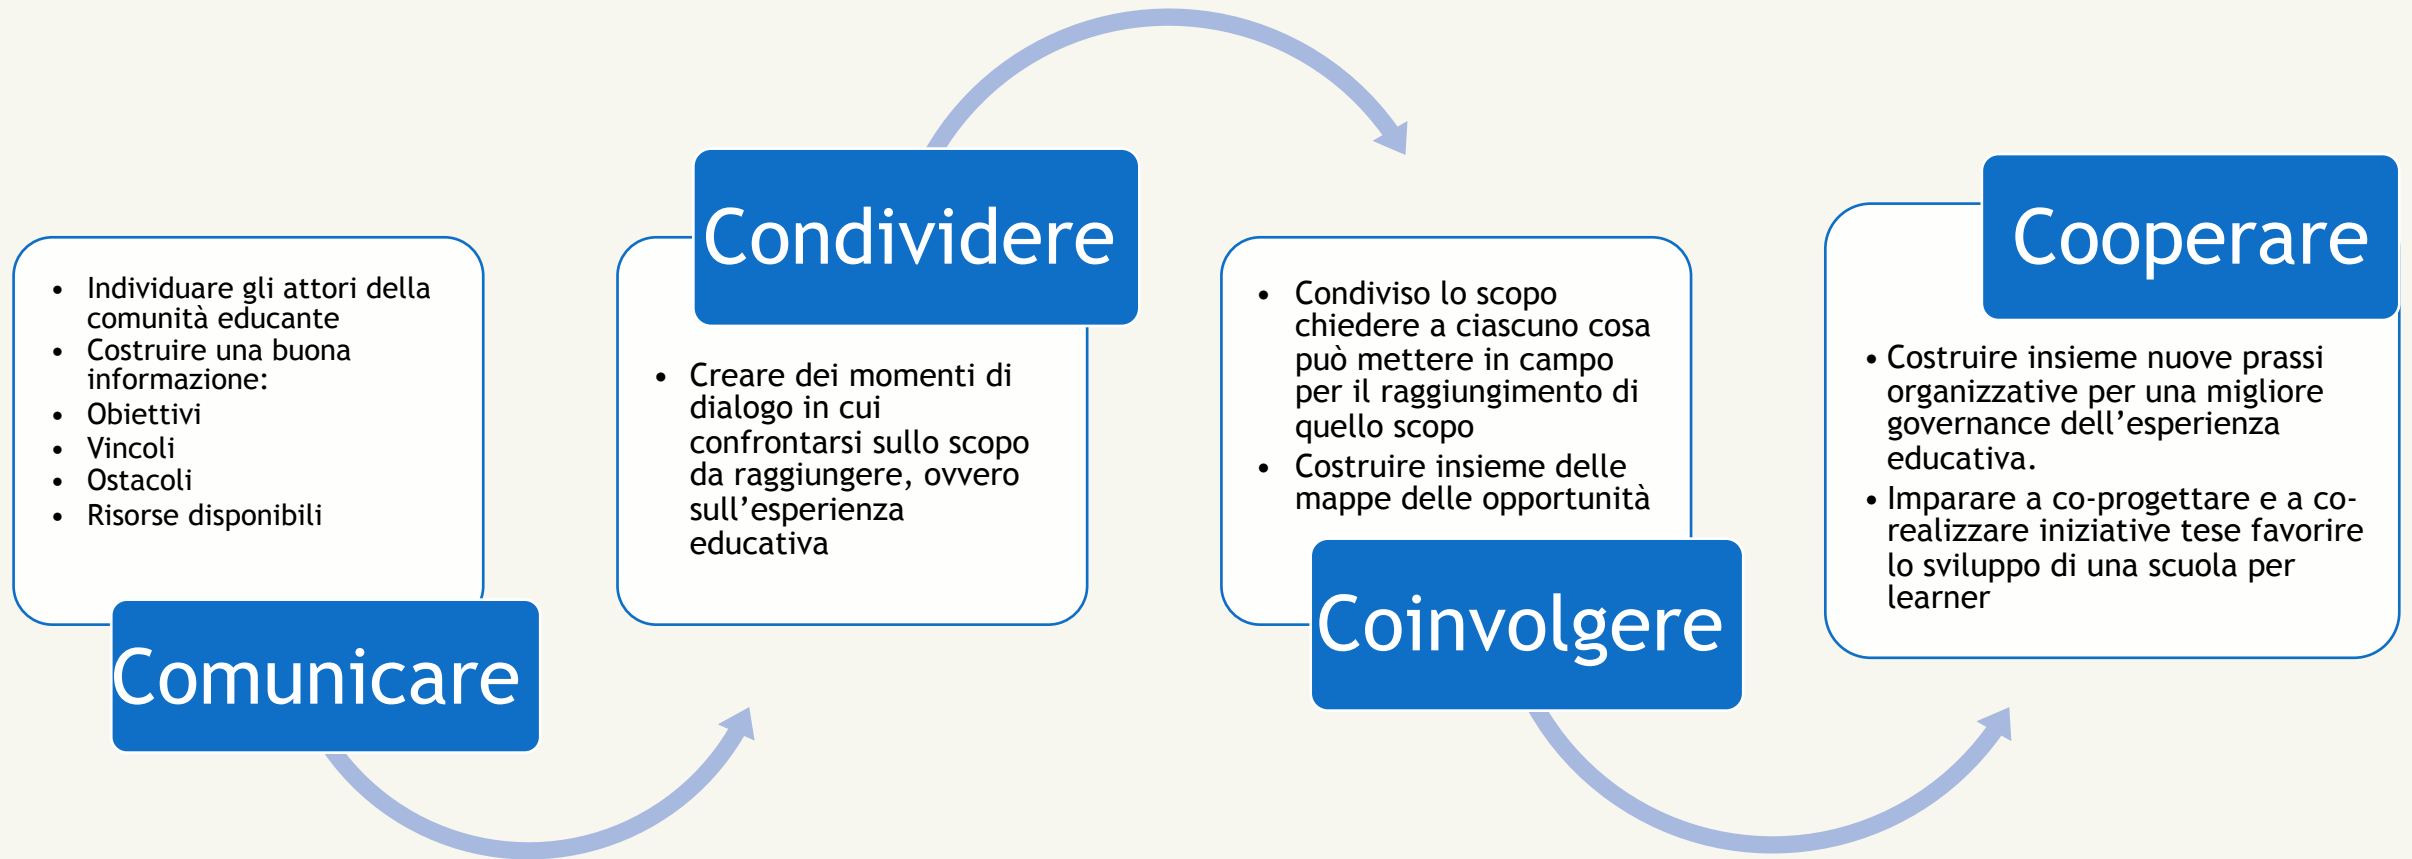 • Individuare gli attori della
comunità educante
• Costruire una buona
informazione:
• Obiettivi
• Vincoli
• Ostacoli
• Risorse disponibili
Comunicare
Condividere
• Creare dei momenti di
dialogo in cui
confrontarsi sullo scopo
da raggiungere, ovvero
sull’esperienza
educativa
• Condiviso lo scopo
chiedere a ciascuno cosa
può mettere in campo
per il raggiungimento di
quello scopo
• Costruire insieme delle
mappe delle opportunità
Coinvolgere
Cooperare
• Costruire insieme nuove prassi
organizzative per una migliore
governance dell’esperienza
educativa.
• Imparare a co-progettare e a co-
realizzare iniziative tese favorire
lo sviluppo di una scuola per
learner